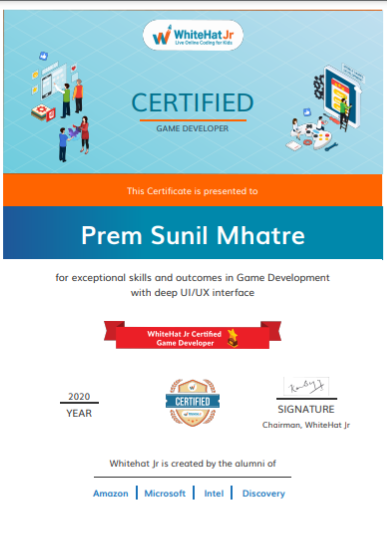 WhiteHat Jr
Live Online Coding for Kids
CERTIFIED
GAME DEVELOPER
This Certificate is presented to
Prem Sunil Mhatre
for exceptional skills and outcomes in Game Development
with deep UI/UX interface
WhiteHat Jr Certified
Game Developer
2020
YEAR
CERTIFIED
SIGNATURE
Chairman, WhiteHat Jr
Whitehat Jr is created by the alumni of
Amazon | Microsoft | Intel | Discovery